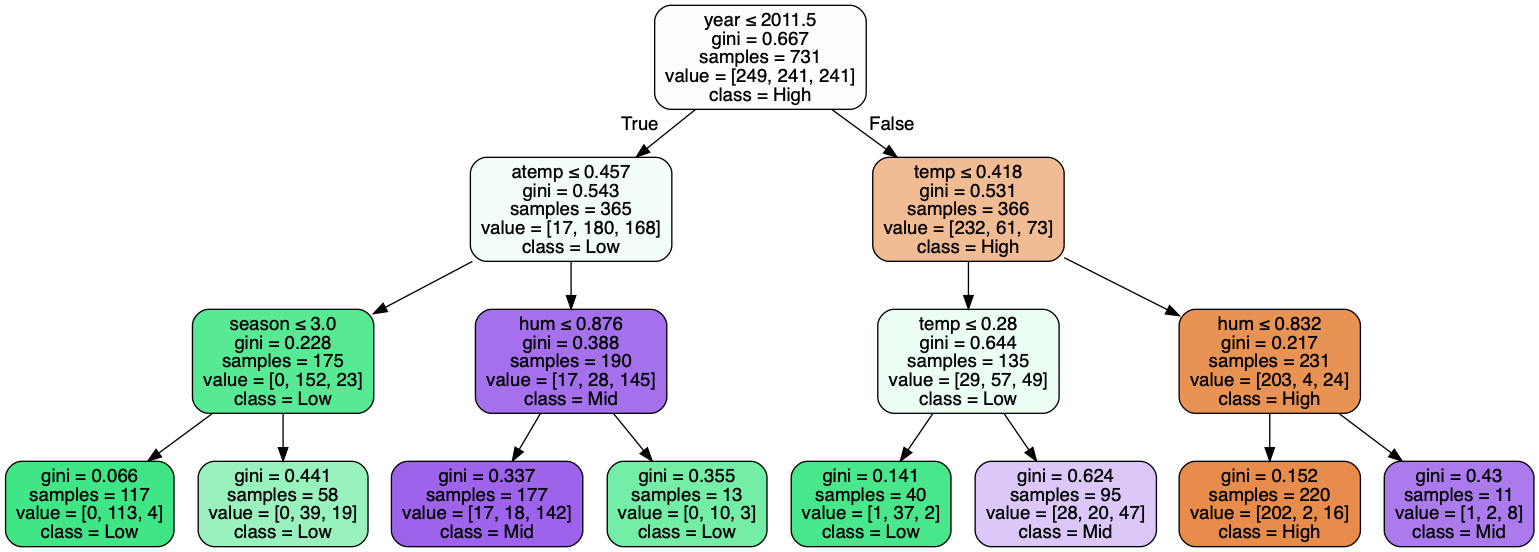 year ≤ 2011.5
gini = 0.667
samples = 731
value = [249, 241, 241]
class = High
True
False
atemp ≤ 0.457
gini = 0.543
samples = 365
value = [17, 180, 168]
class = Low
temp ≤ 0.418
gini = 0.531
samples = 366
value = [232, 61, 73]
class = High
season ≤ 3.0
gini = 0.228
samples = 175
value = [0, 152, 23]
class = Low
hum ≤ 0.876
gini = 0.388
samples = 190
value = [17, 28, 145]
class = Mid
temp ≤ 0.28
gini = 0.644
samples = 135
value = [29, 57, 49]
class = Low
hum ≤ 0.832
gini = 0.217
samples = 231
value = [203, 4, 24]
class = High
gini = 0.066
samples = 117
value = [0, 113, 4]
class = Low
gini = 0.441
samples = 58
value = [0, 39, 19]
class = Low
gini = 0.337
samples = 177
value = [17, 18, 142]
class = Mid
gini = 0.355
samples = 13
value = [0, 10, 3]
class = Low
gini = 0.141
samples = 40
value = [1, 37, 2]
class = Low
gini = 0.624
samples = 95
value = [28, 20, 47]
class = Mid
gini = 0.152
samples = 220
value = [202, 2, 16]
class = High
gini = 0.43
samples = 11
value = [1, 2, 8]
class = Mid